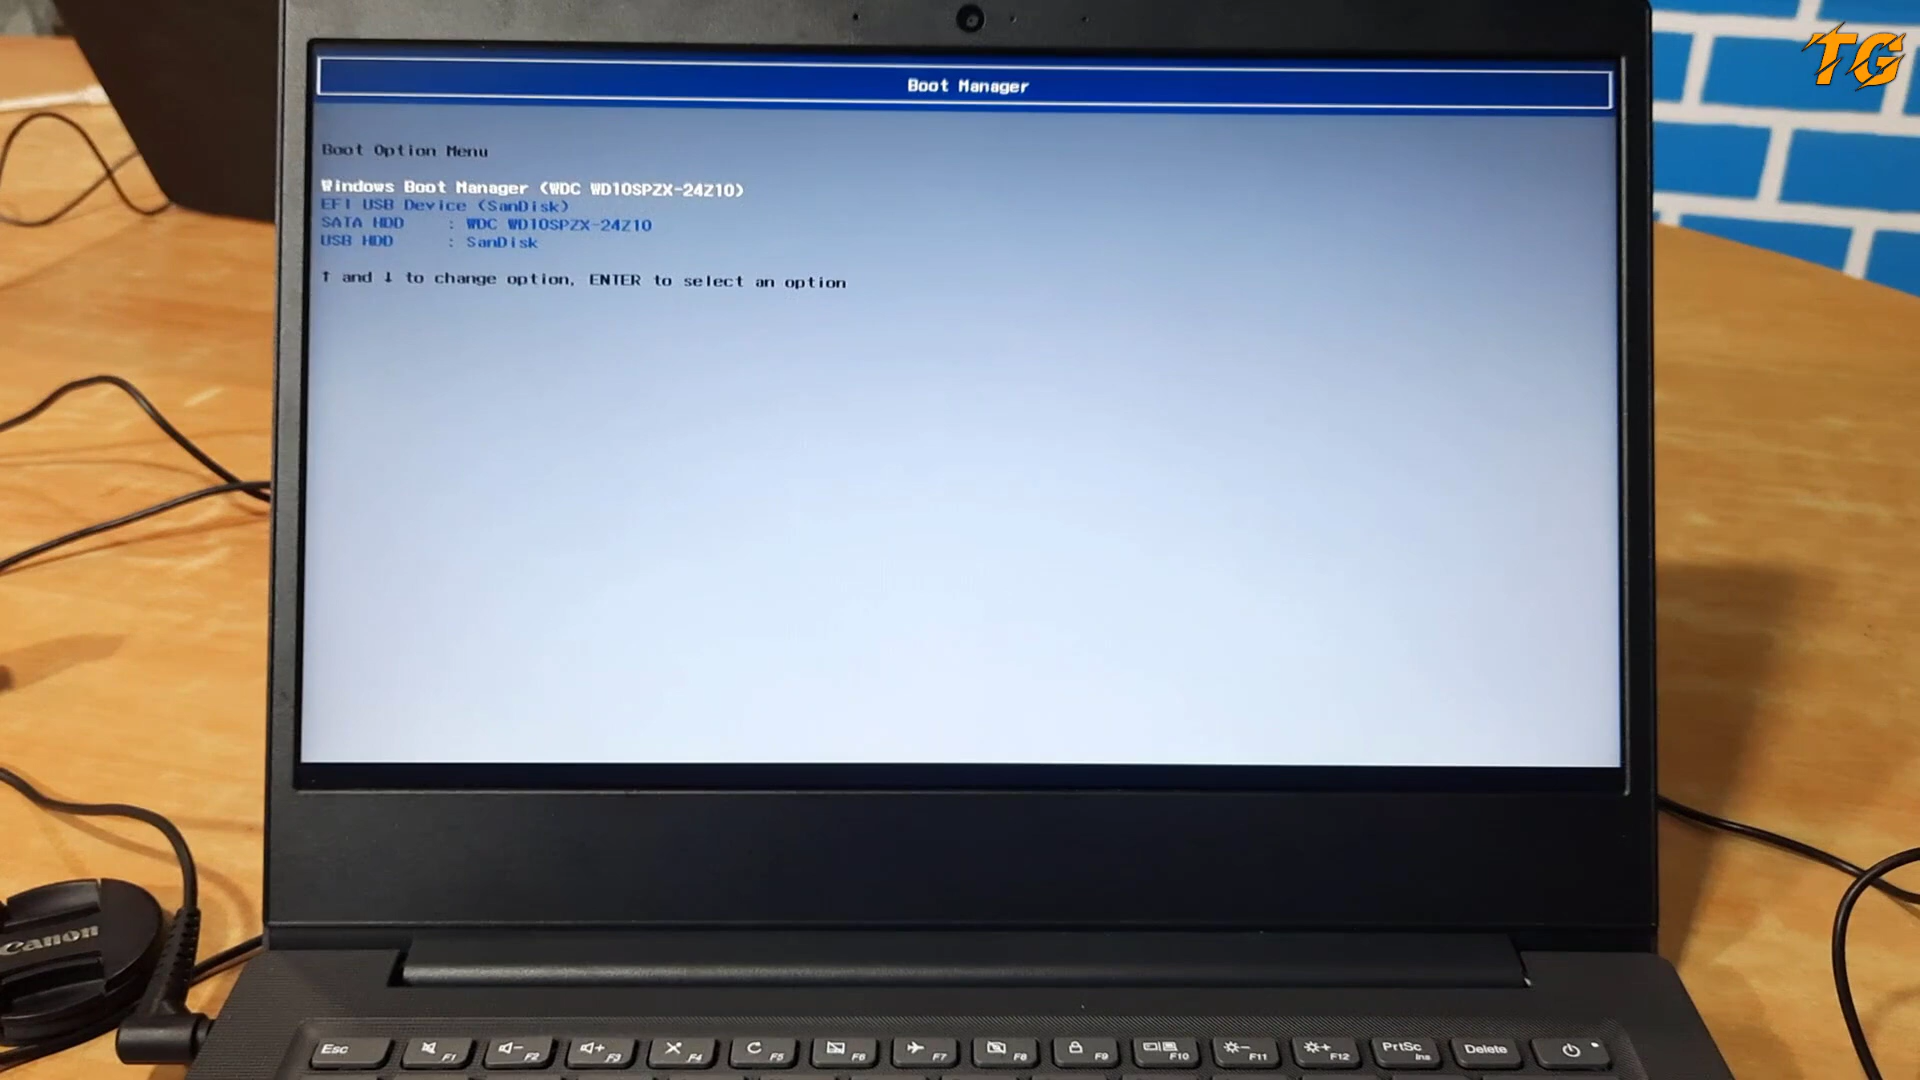 TG
Boot Manager
Boot Option Menu
Windows Boot Manager (WDC WD10SPZX-24Z10)
EFI USB Device (SanDisk)
SATA HDD : WDC WD10SPZX-24Z10
USB HDD : SanDisk
↑ and ↓ to change option, ENTER to select an option
Canon
Esc F1 F2 F3 F4 F5 F6 F7 F8 F9 F10 F11 F12 PrtSc Ins Delete